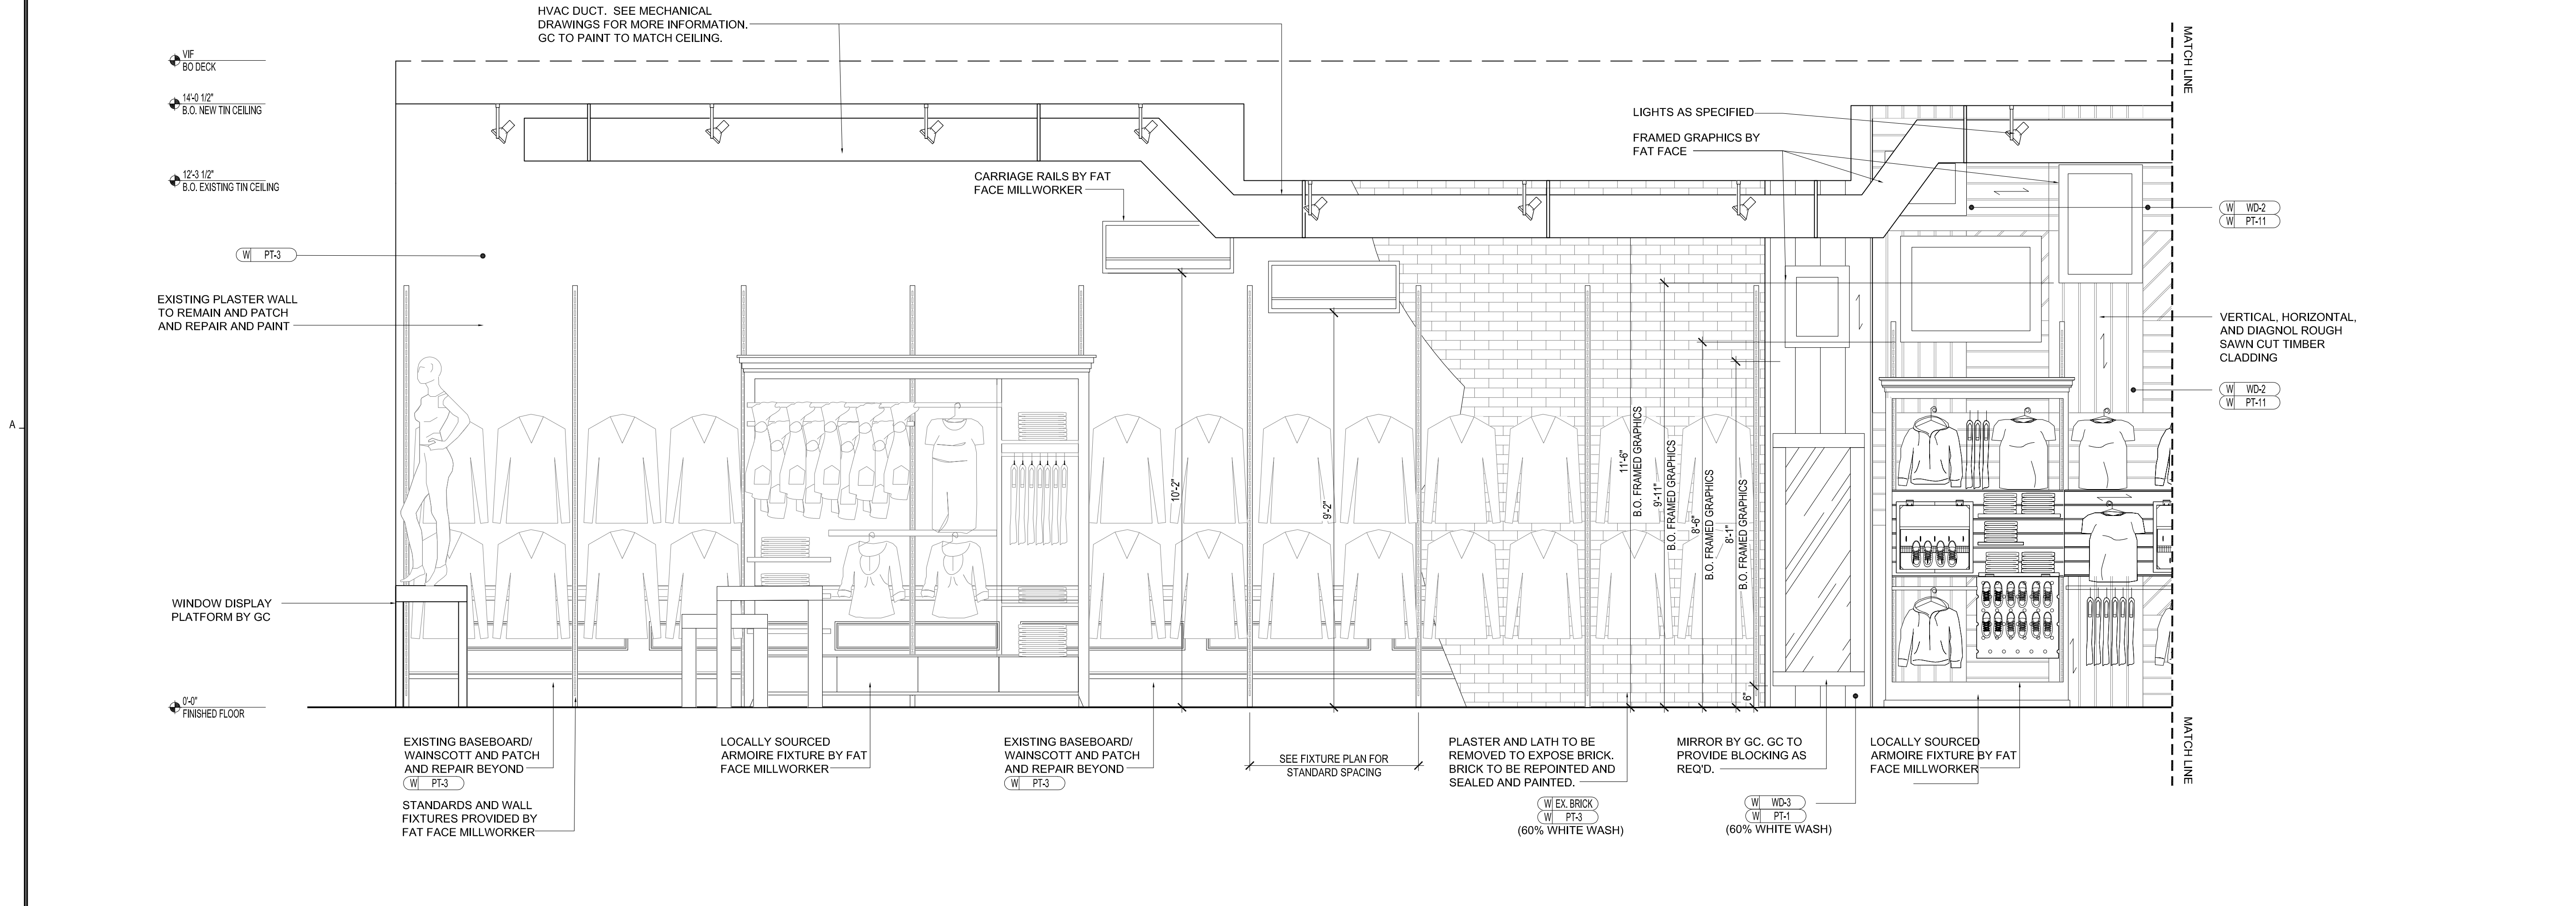 HVAC DUCT.  SEE MECHANICAL
DRAWINGS FOR MORE INFORMATION.
GC TO PAINT TO MATCH CEILING.
MATCH LINE
VIF
BO DECK
14'-0 1/2"
B.O. NEW TIN CEILING
12'-3 1/2"
B.O. EXISTING TIN CEILING
LIGHTS AS SPECIFIED
FRAMED GRAPHICS BY
FAT FACE
CARRIAGE RAILS BY FAT
FACE MILLWORKER
W WD-2
W PT-11
W PT-3
EXISTING PLASTER WALL
TO REMAIN AND PATCH
AND REPAIR AND PAINT
VERTICAL, HORIZONTAL,
AND DIAGNOL ROUGH
SAWN CUT TIMBER
CLADDING
W WD-2
W PT-11
A
10'-2"
9'-2"
11'-6"
B.O. FRAMED GRAPHICS
9'-11"
B.O. FRAMED GRAPHICS
8'-6"
B.O. FRAMED GRAPHICS
8'-1"
B.O. FRAMED GRAPHICS
6"
WINDOW DISPLAY
PLATFORM BY GC
0'-0"
FINISHED FLOOR
MATCH LINE
EXISTING BASEBOARD/
WAINSCOTT AND PATCH
AND REPAIR BEYOND
W PT-3
STANDARDS AND WALL
FIXTURES PROVIDED BY
FAT FACE MILLWORKER
LOCALLY SOURCED
ARMOIRE FIXTURE BY FAT
FACE MILLWORKER
EXISTING BASEBOARD/
WAINSCOTT AND PATCH
AND REPAIR BEYOND
W PT-3
SEE FIXTURE PLAN FOR
STANDARD SPACING
PLASTER AND LATH TO BE
REMOVED TO EXPOSE BRICK.
BRICK TO BE REPOINTED AND
SEALED AND PAINTED.
W EX. BRICK
W PT-3
(60% WHITE WASH)
MIRROR BY GC. GC TO
PROVIDE BLOCKING AS
REQ'D.
W WD-3
W PT-1
(60% WHITE WASH)
LOCALLY SOURCED
ARMOIRE FIXTURE BY FAT
FACE MILLWORKER